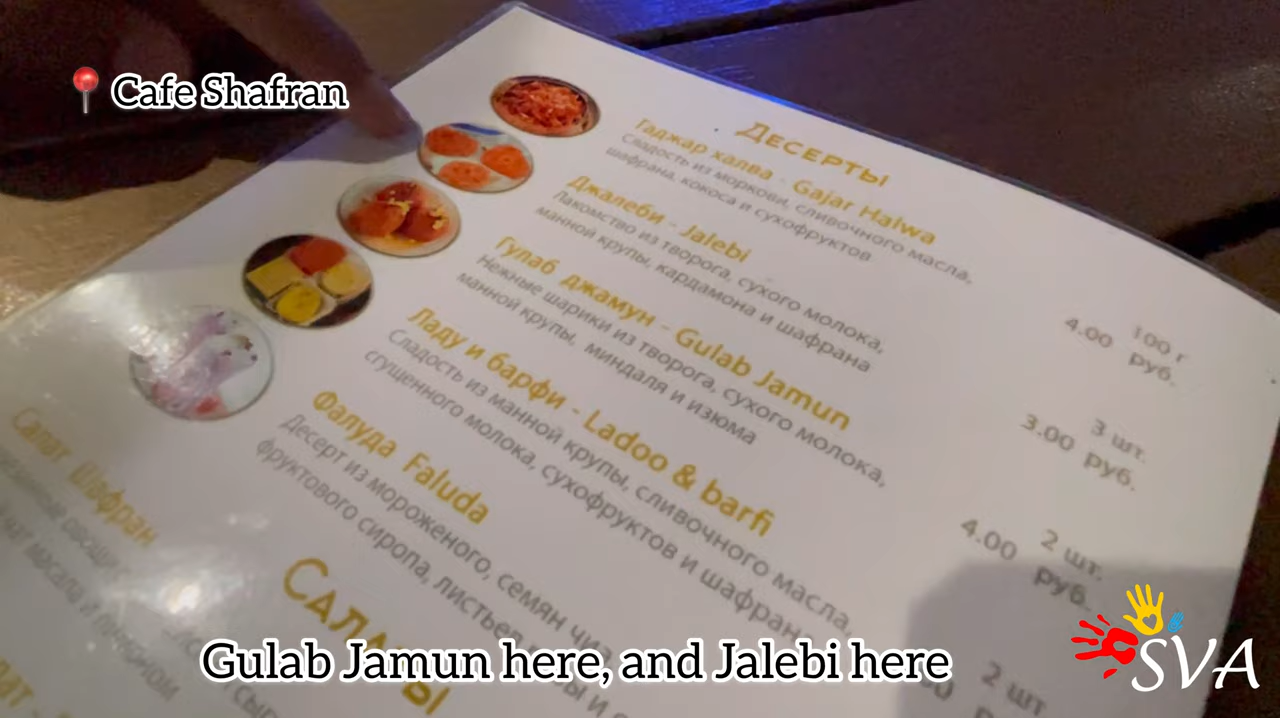 📍 Cafe Shafran
Десерты
Гаджар халва - Gajar Halwa
Сладость из моркови, сливочного масла,
шафрана, кокоса и сухофруктов
100 г
4.00 руб.
Джалеби - Jalebi
Лакомство из творога, сухого молока,
манной крупы, кардамона и шафрана
3 шт.
3.00 руб.
Гулаб джамун - Gulab Jamun
Нежные шарики из творога, сухого молока,
манной крупы, миндаля и изюма
2 шт.
4.00 руб.
Ладу и барфи - Ladoo & barfi
Сладость из манной крупы, сливочного масла,
сгущенного молока, сухофруктов и
2 шт
Фалуда Faluda
Десерт из мороженого, семян
фруктового сиропа,
Салат Шафран
Gulab Jamun here, and Jalebi here
SVA